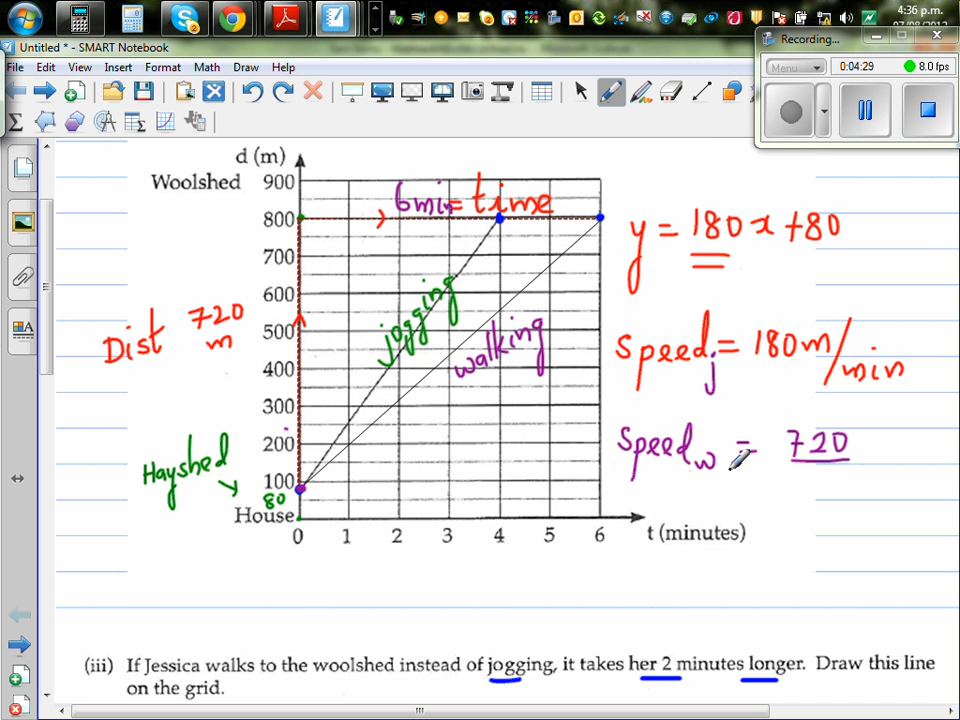 4:36 p.m.
Untitled * - SMART Notebook
Recording...
File Edit View Insert Format Math Draw Help
Menu
0:04:29
8.0 fps
d (m)
Woolshed 900
6min = time
800
y = 180x + 80
700
600
jogging
Dist 720 m
500
walking
speedj = 180m/min
400
300
speedw = 720
200
Hayshed
100
80
House
0 1 2 3 4 5 6 t (minutes)
(iii) If Jessica walks to the woolshed instead of jogging, it takes her 2 minutes longer. Draw this line
on the grid.